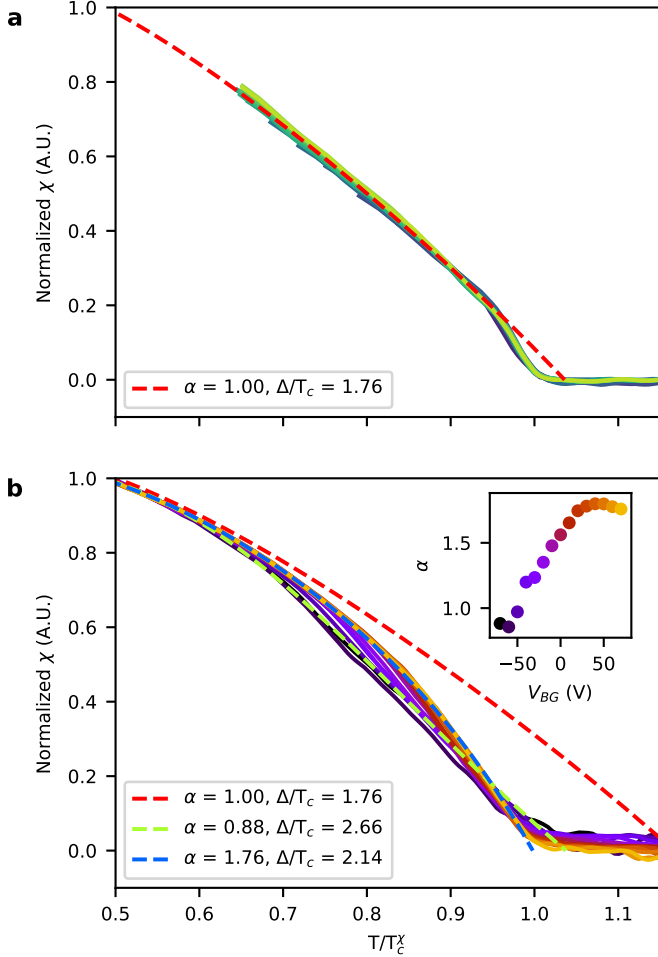 a
1.0
0.8
0.6
0.4
0.2
0.0
Normalized χ (A.U.)
α = 1.00, Δ/T_c = 1.76
b
1.0
0.8
0.6
0.4
0.2
0.0
Normalized χ (A.U.)
α = 1.00, Δ/T_c = 1.76
α = 0.88, Δ/T_c = 2.66
α = 1.76, Δ/T_c = 2.14
α
1.5
1.0
−50 0 50
V_BG (V)
0.5 0.6 0.7 0.8 0.9 1.0 1.1
T/T_c^χ